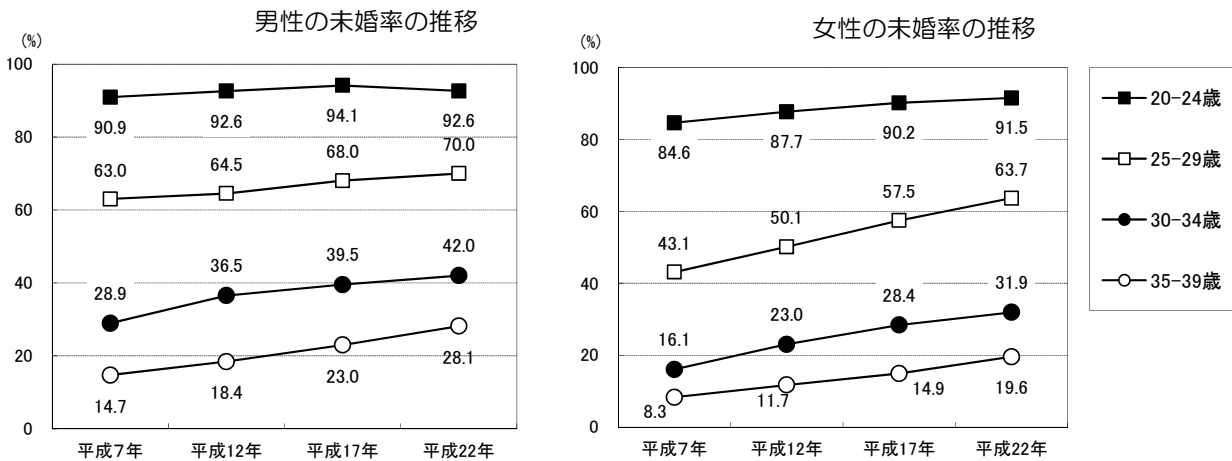 男性の未婚率の推移
(%)
100
80
60
40
20
0
90.9 92.6 94.1 92.6
63.0 64.5 68.0 70.0
28.9 36.5 39.5 42.0
14.7 18.4 23.0 28.1
平成7年 平成12年 平成17年 平成22年
女性の未婚率の推移
(%)
100
80
60
40
20
0
84.6 87.7 90.2 91.5
43.1 50.1 57.5 63.7
16.1 23.0 28.4 31.9
8.3 11.7 14.9 19.6
平成7年 平成12年 平成17年 平成22年
20-24歳
25-29歳
30-34歳
35-39歳